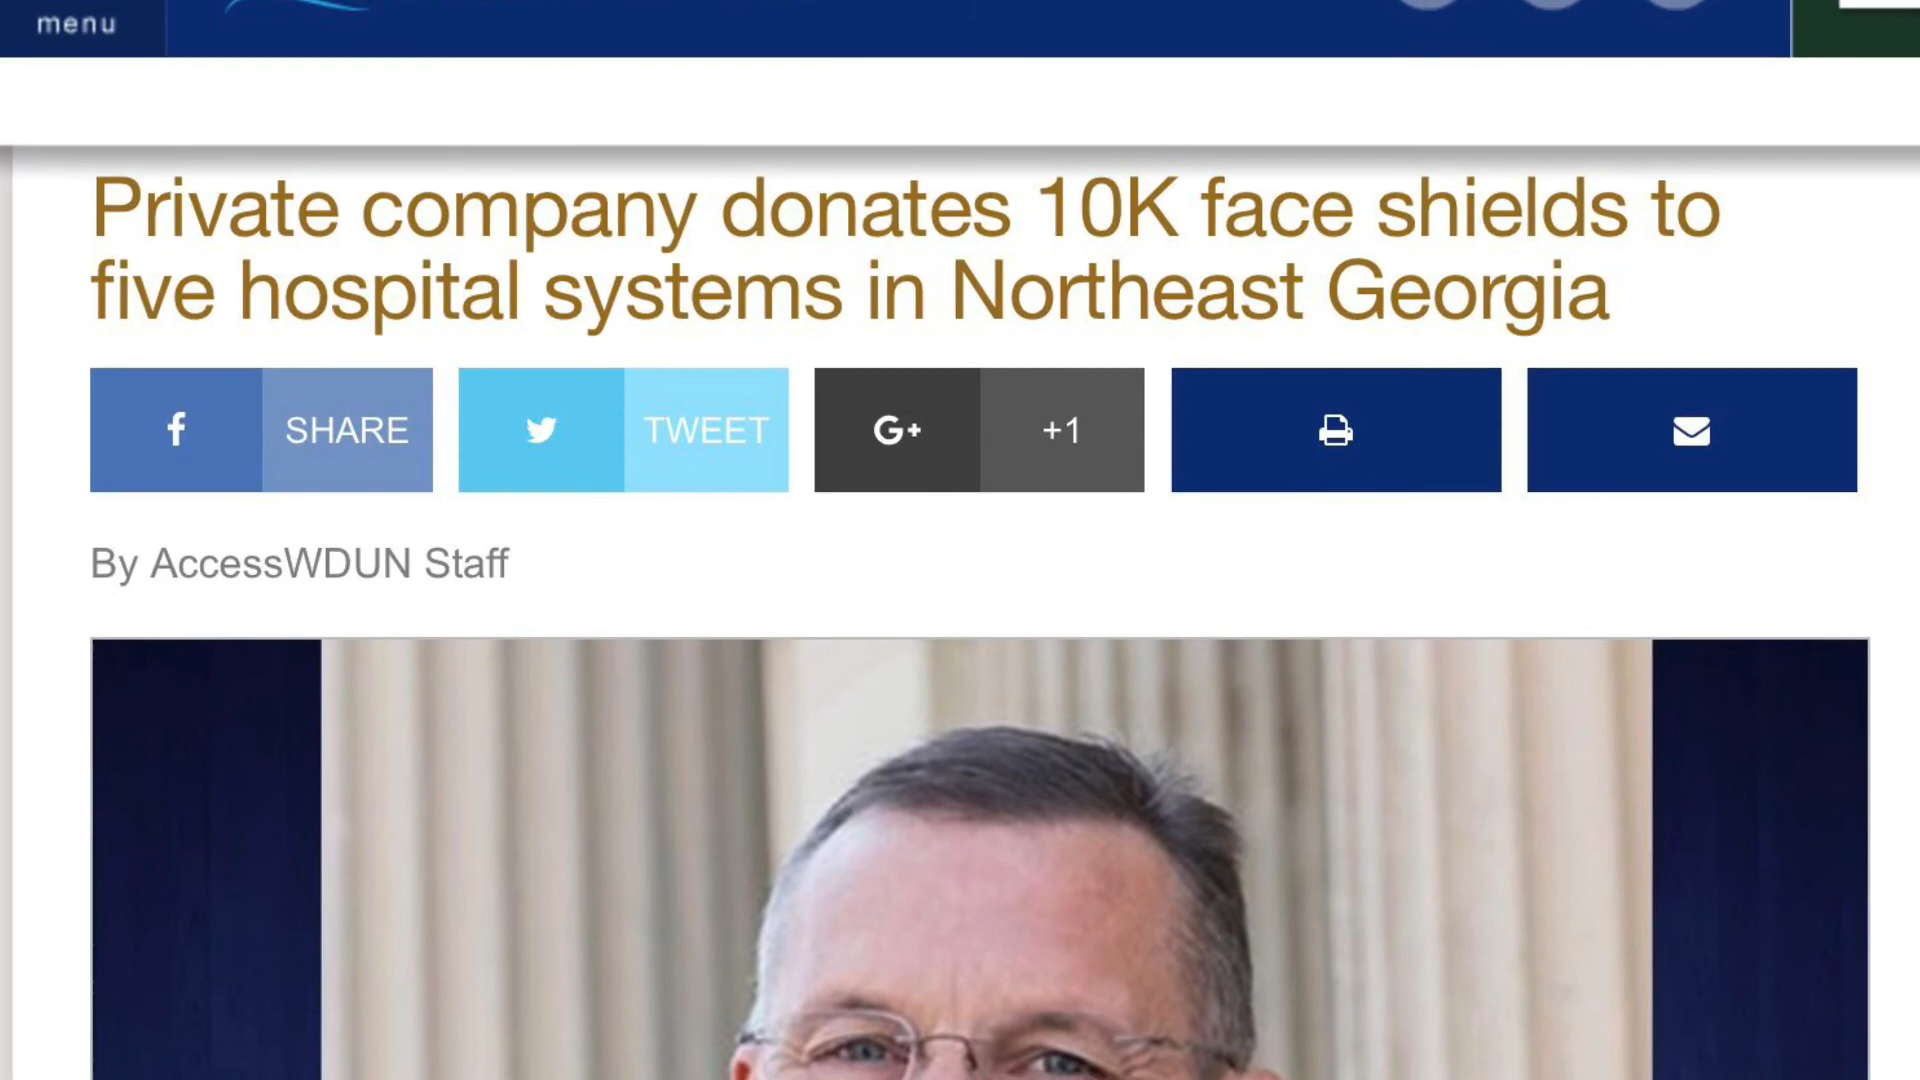 menu
Private company donates 10K face shields to
five hospital systems in Northeast Georgia
f SHARE
TWEET
G+ +1
By AccessWDUN Staff